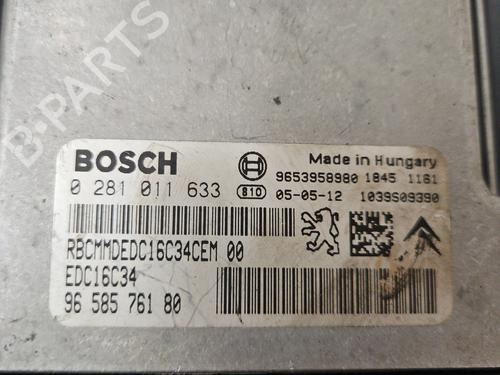 B-PARTS
BOSCH
Made in Hungary
9653958980 1845 1161
0 281 011 633 810 05-05-12 1039S09390
RBCMMDEDC16C34CEM 00
EDC16C34
96 585 761 80